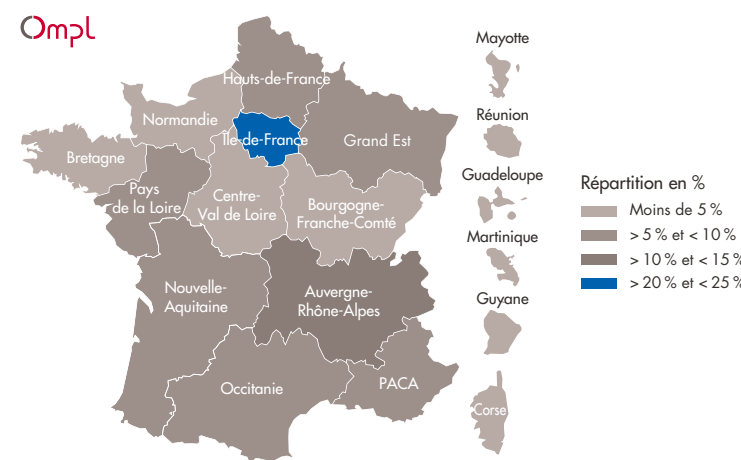 Ompl
Mayotte
Hauts-de-France
Normandie
Réunion
Île-de-France
Grand Est
Bretagne
Guadeloupe
Pays
de la Loire
Centre-
Val de Loire
Bourgogne-
Franche-Comté
Martinique
Nouvelle-
Aquitaine
Auvergne-
Rhône-Alpes
Guyane
Occitanie
PACA
Corse
Répartition en %
Moins de 5 %
> 5 % et < 10 %
> 10 % et < 15 %
> 20 % et < 25 %